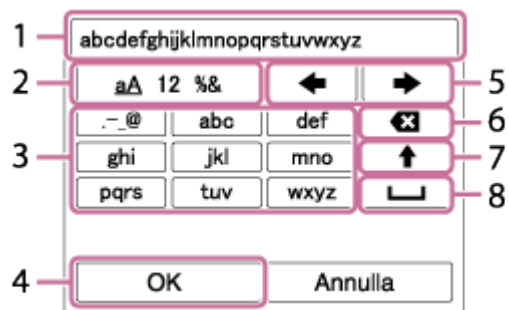 1 abcdefghijklmnopqrstuvwxyz
2 aA 12 %& 5
.-_@ abc def 6
3 ghi jkl mno 7
pqrs tuv wxyz 8
4 OK Annulla